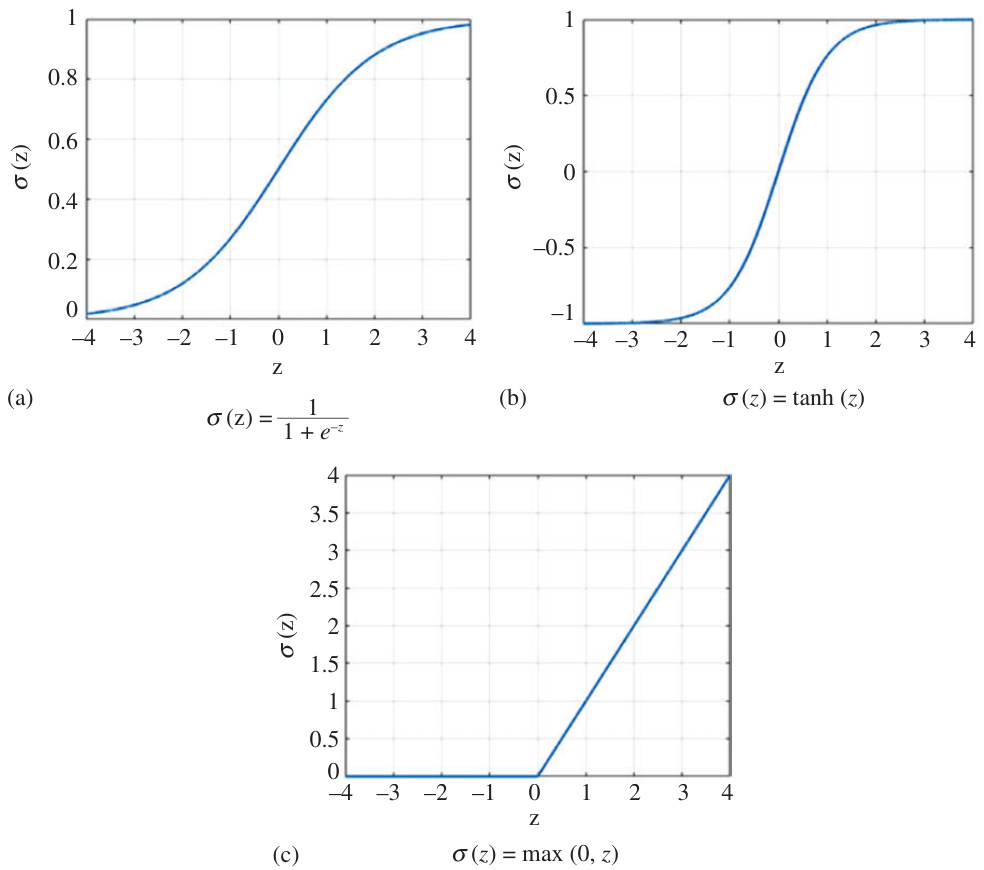 1
0.8
0.6
0.4
0.2
0
σ(z)
–4 –3 –2 –1 0 1 2 3 4
z
(a)
σ(z) = 1 / 1 + e^–z
1
0.5
0
–0.5
–1
σ(z)
–4 –3 –2 –1 0 1 2 3 4
z
(b)
σ(z) = tanh (z)
4
3.5
3
2.5
2
1.5
1
0.5
0
σ(z)
–4 –3 –2 –1 0 1 2 3 4
z
(c)
σ(z) = max (0, z)